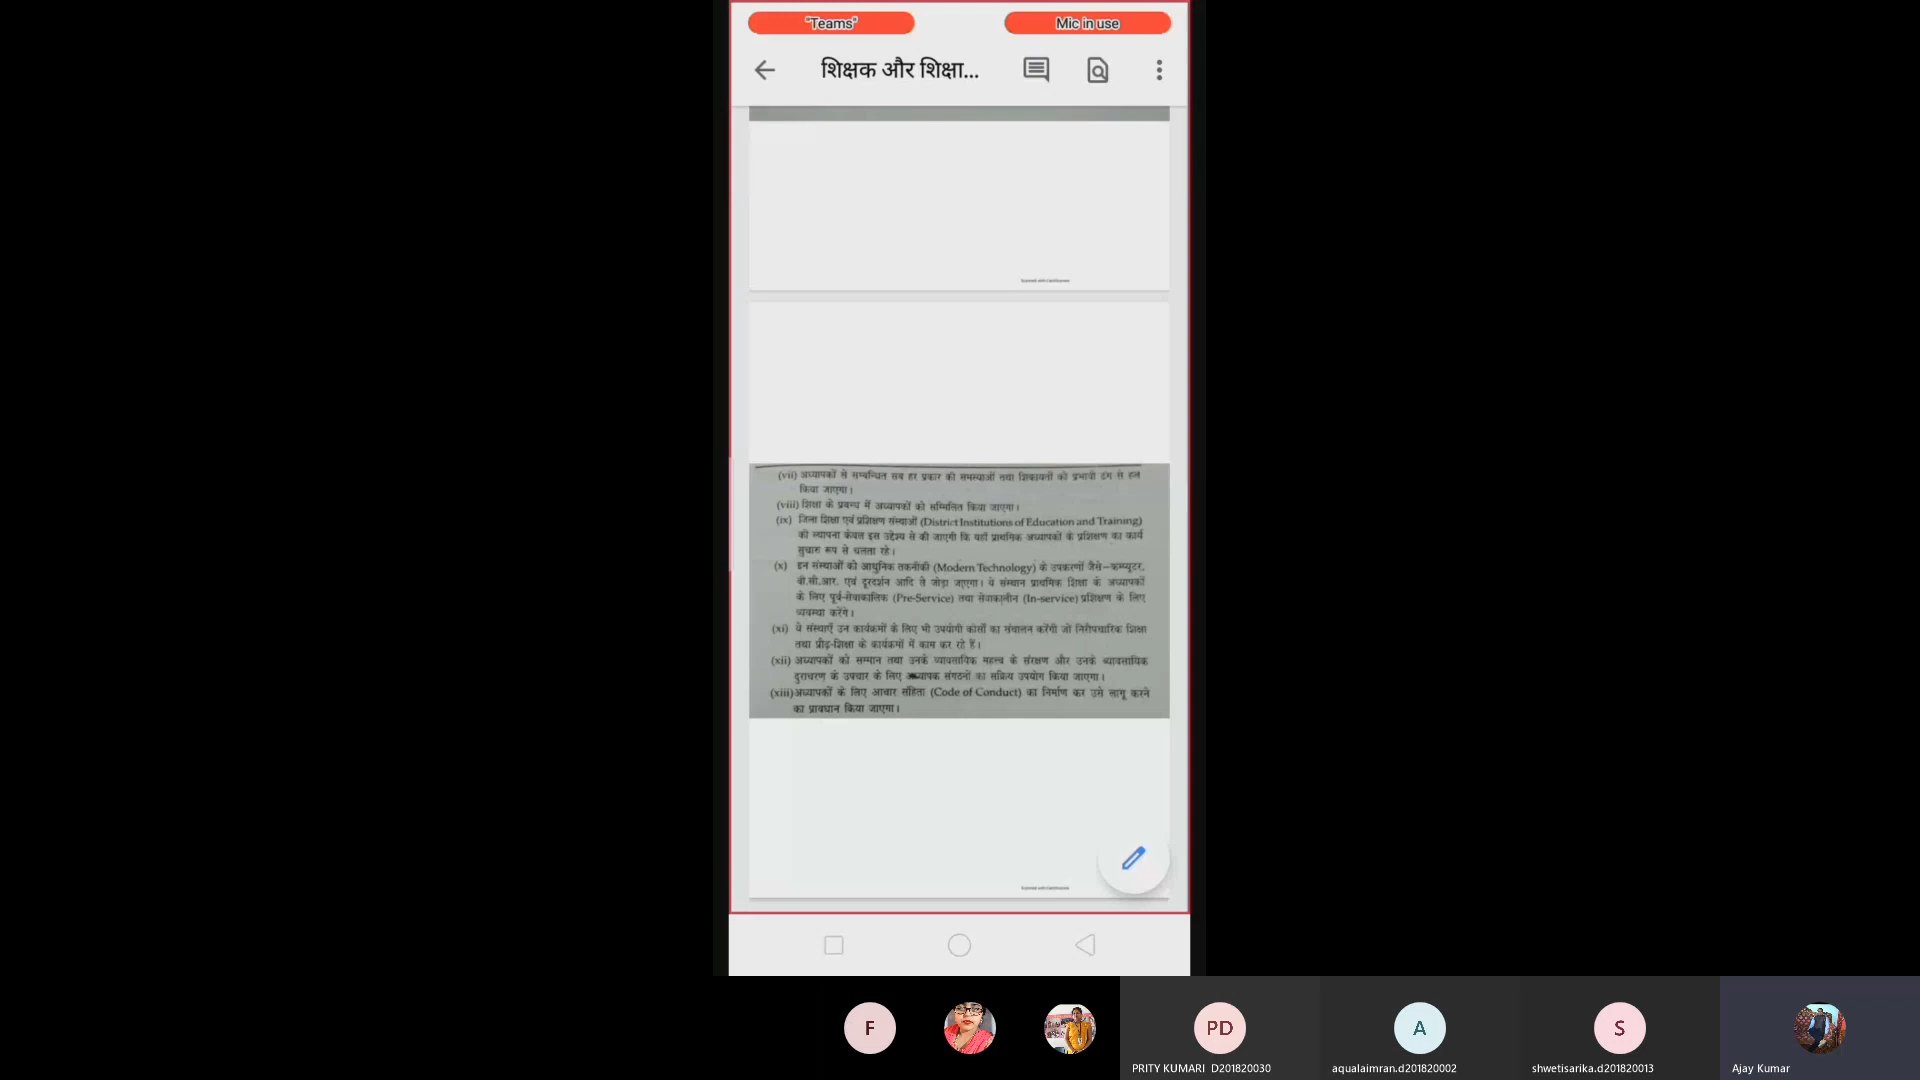 "Teams"
Mic in use
शिक्षक और शिक्षा...
Scanned with CamScanner
(vii) अध्यापकों से सम्बन्धित सब हर प्रकार की समस्याओं तथा शिकायतों को प्रभावी ढंग से हल
किया जाएगा।
(viii) शिक्षा के प्रबन्ध में अध्यापकों को सम्मिलित किया जाएगा।
(ix) जिला शिक्षा एवं प्रशिक्षण संस्थाओं (District Institutions of Education and Training)
की स्थापना केवल इस उद्देश्य से की जाएगी कि यहाँ प्राथमिक अध्यापकों के प्रशिक्षण का कार्य
सुचारु रूप से चलता रहे।
(x) इन संस्थाओं को आधुनिक तकनीकी (Modern Technology) के उपकरणों जैसे–कम्प्यूटर,
वी.सी.आर. एवं दूरदर्शन आदि से जोड़ा जाएगा। ये संस्थान प्राथमिक शिक्षा के अध्यापकों
के लिए पूर्व-सेवाकालिक (Pre-Service) तथा सेवाकालीन (In-service) प्रशिक्षण के लिए
व्यवस्था करेंगे।
(xi) ये संस्थाएँ उन कार्यक्रमों के लिए भी उपयोगी कोर्सों का संचालन करेंगी जो निरौपचारिक शिक्षा
तथा प्रौढ़-शिक्षा के कार्यक्रमों में काम कर रहे हैं।
(xii) अध्यापकों को सम्मान तथा उनके व्यावसायिक महत्त्व के संरक्षण और उनके व्यावसायिक
दुराचरण के उपचार के लिए अध्यापक संगठनों का सक्रिय उपयोग किया जाएगा।
(xiii) अध्यापकों के लिए आचार संहिता (Code of Conduct) का निर्माण कर उसे लागू करने
का प्रावधान किया जाएगा।
Scanned with CamScanner
F
PD
A
S
PRITY KUMARI D201820030
aqualaimran.d201820002
shwetisarika.d201820013
Ajay Kumar